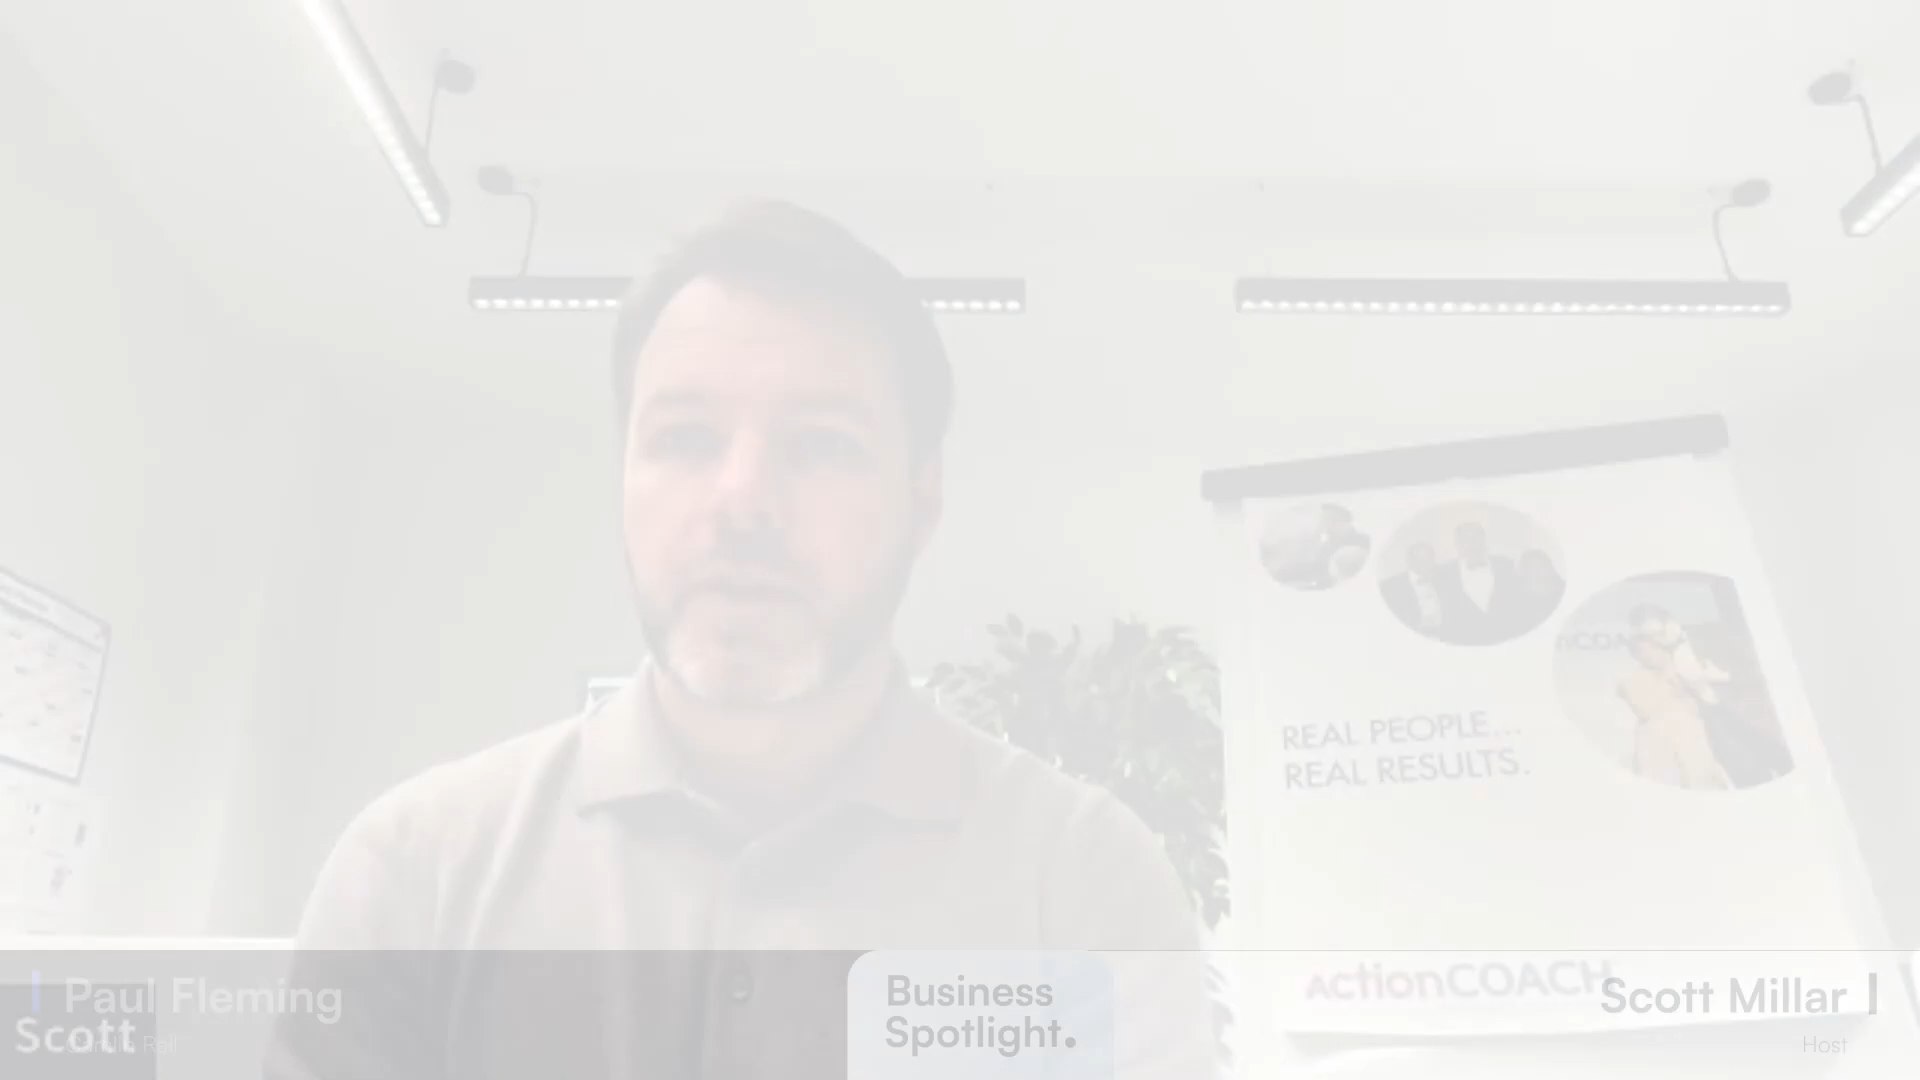 REAL PEOPLE...
REAL RESULTS.
ActionCOACH
Paul Fleming
Scott
Business
Spotlight.
Scott Millar
Host